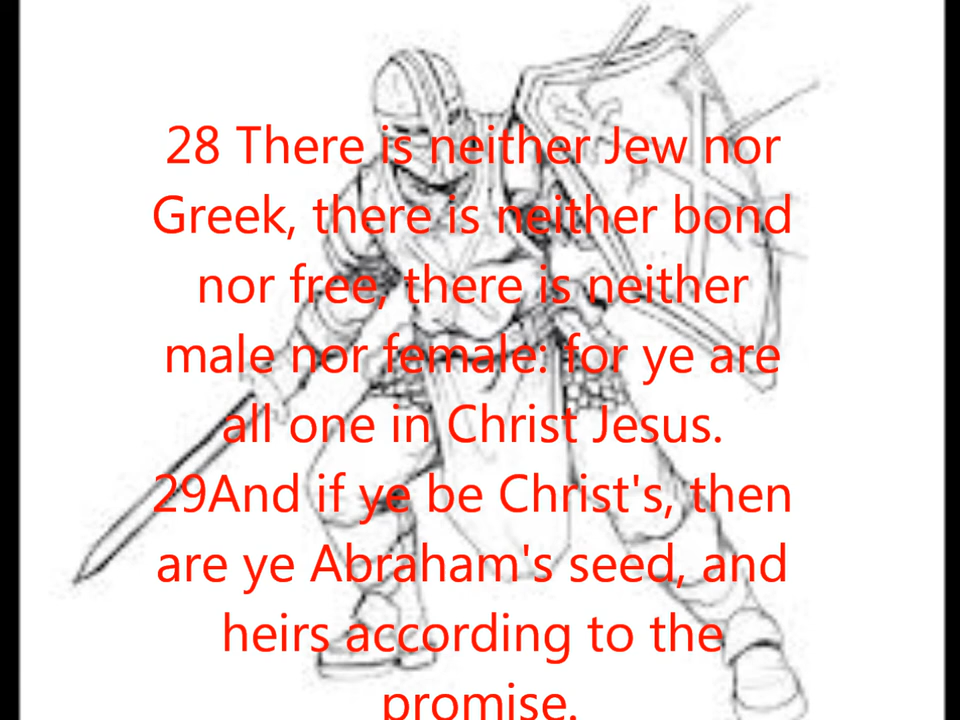 28 There is neither Jew nor
Greek, there is neither bond
nor free, there is neither
male nor female: for ye are
all one in Christ Jesus.
29And if ye be Christ's, then
are ye Abraham's seed, and
heirs according to the
promise.